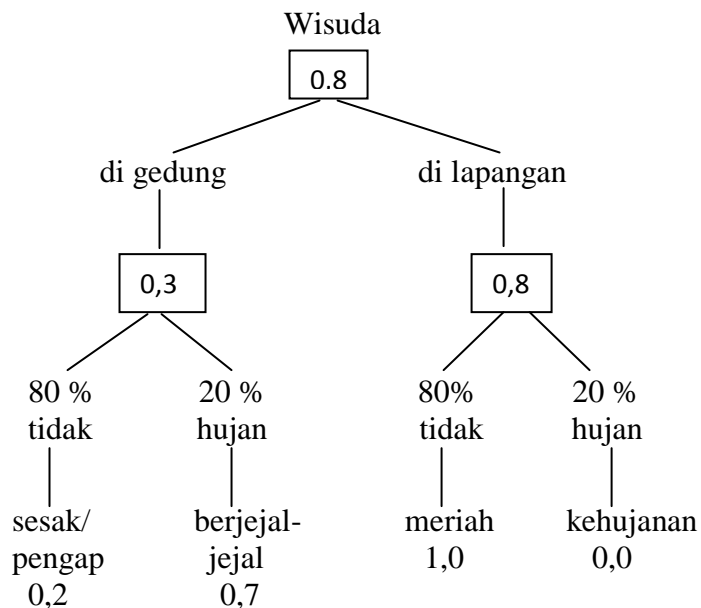 Wisuda
0.8
di gedung
di lapangan
0,3
0,8
80 %
tidak
20 %
hujan
80%
tidak
20 %
hujan
sesak/
pengap
0,2
berjejal-
jejal
0,7
meriah
1,0
kehujanan
0,0